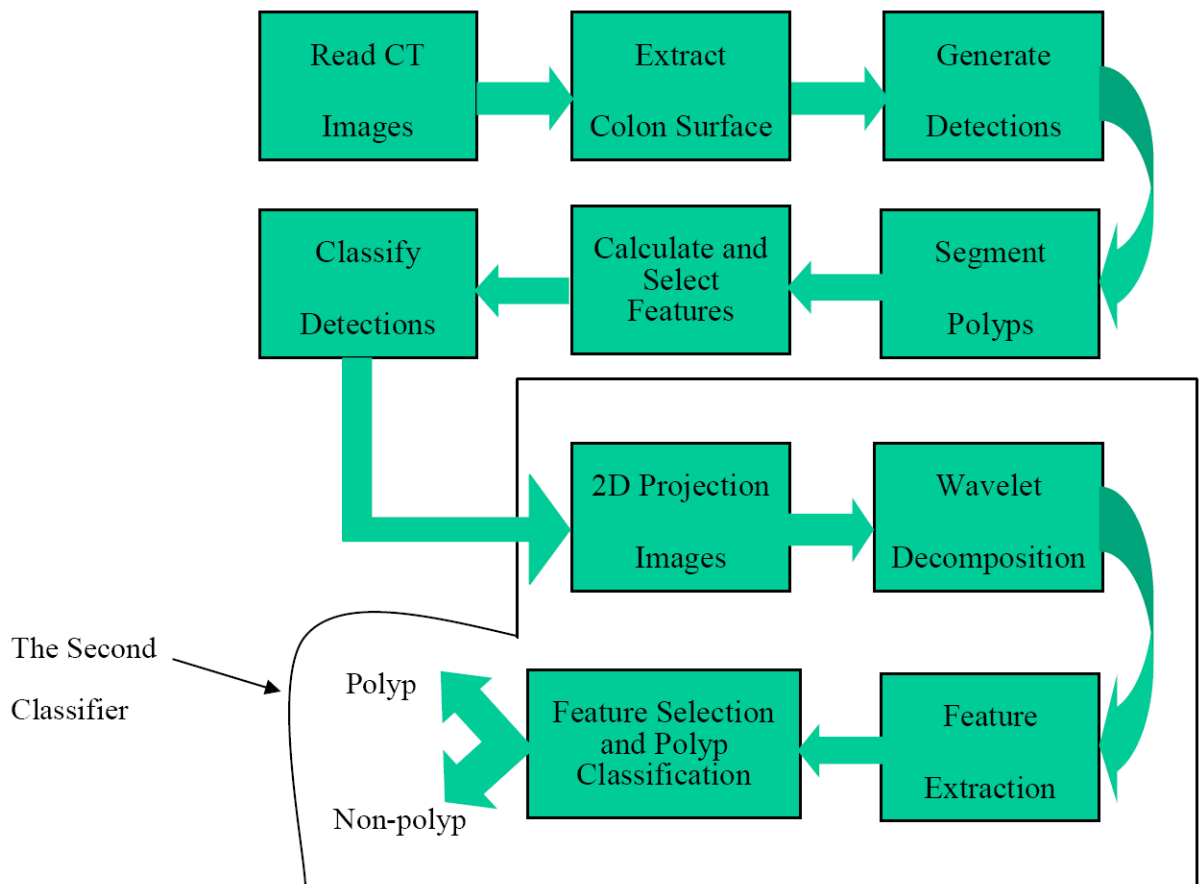 Read CT
Images
Extract
Colon Surface
Generate
Detections
Classify
Detections
Calculate and
Select
Features
Segment
Polyps
2D Projection
Images
Wavelet
Decomposition
The Second
Classifier
Polyp
Non-polyp
Feature Selection
and Polyp
Classification
Feature
Extraction